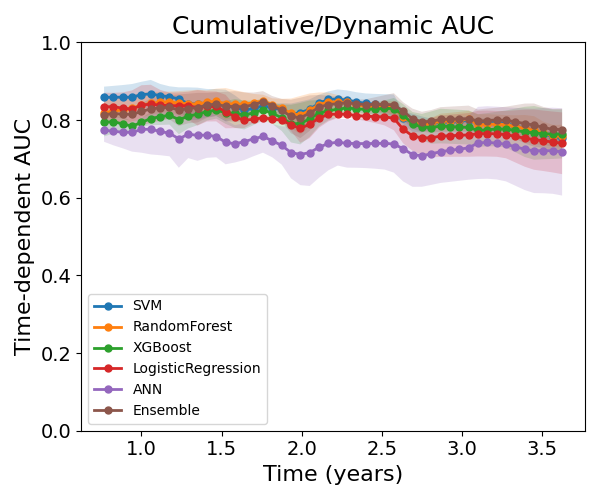 Cumulative/Dynamic AUC
Time-dependent AUC
1.0
0.8
0.6
0.4
0.2
0.0
SVM
RandomForest
XGBoost
LogisticRegression
ANN
Ensemble
1.0 1.5 2.0 2.5 3.0 3.5
Time (years)